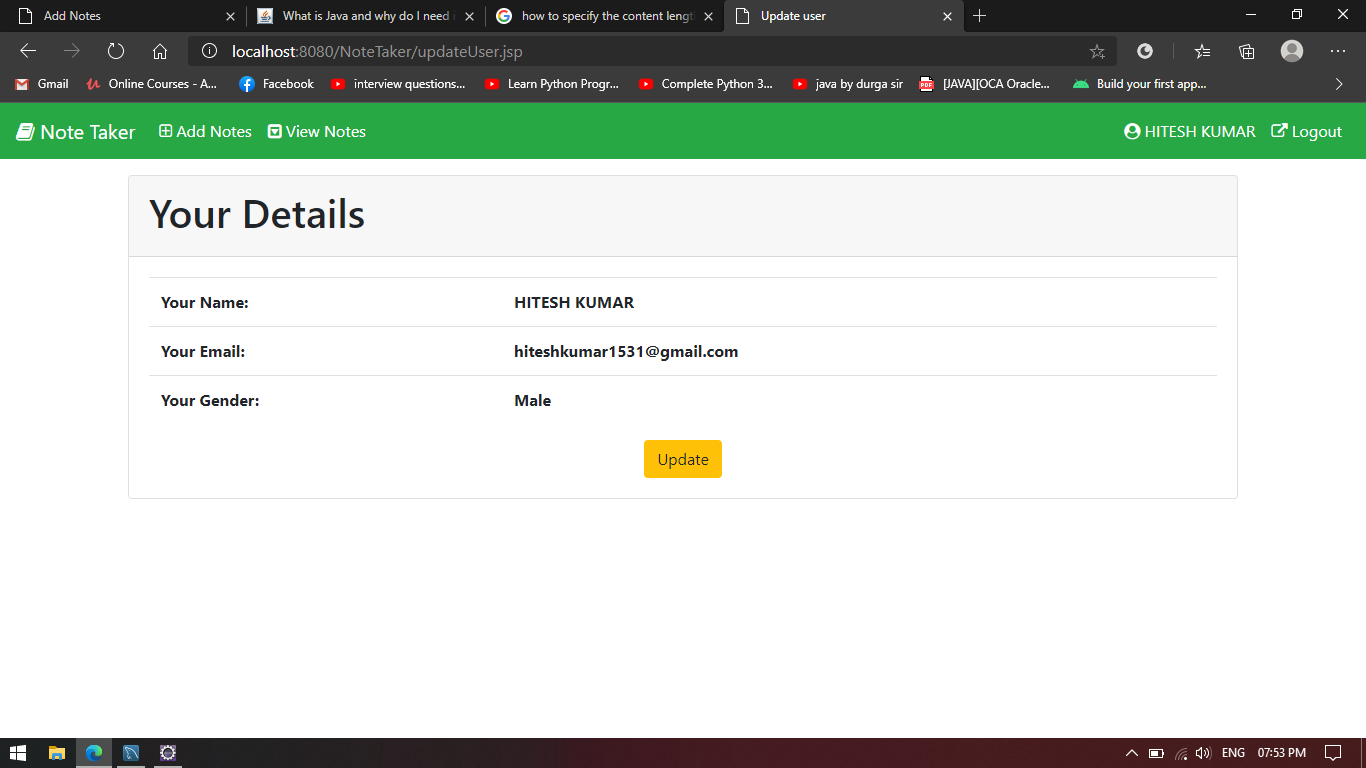 Add Notes
What is Java and why do I need
how to specify the content lengt
Update user
localhost:8080/NoteTaker/updateUser.jsp
Gmail
Online Courses - A...
Facebook
interview questions...
Learn Python Progr...
Complete Python 3...
java by durga sir
PDF
[JAVA][OCA Oracle...
Build your first app...
Note Taker
Add Notes
View Notes
HITESH KUMAR
Logout
Your Details
Your Name: HITESH KUMAR
Your Email: hiteshkumar1531@gmail.com
Your Gender: Male
Update
ENG
07:53 PM